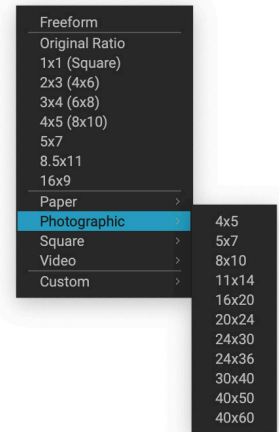 Freeform
Original Ratio
1x1 (Square)
2x3 (4x6)
3x4 (6x8)
4x5 (8x10)
5x7
8.5x11
16x9
Paper
Photographic
Square
Video
Custom
4x5
5x7
8x10
11x14
16x20
20x24
24x30
24x36
30x40
40x50
40x60